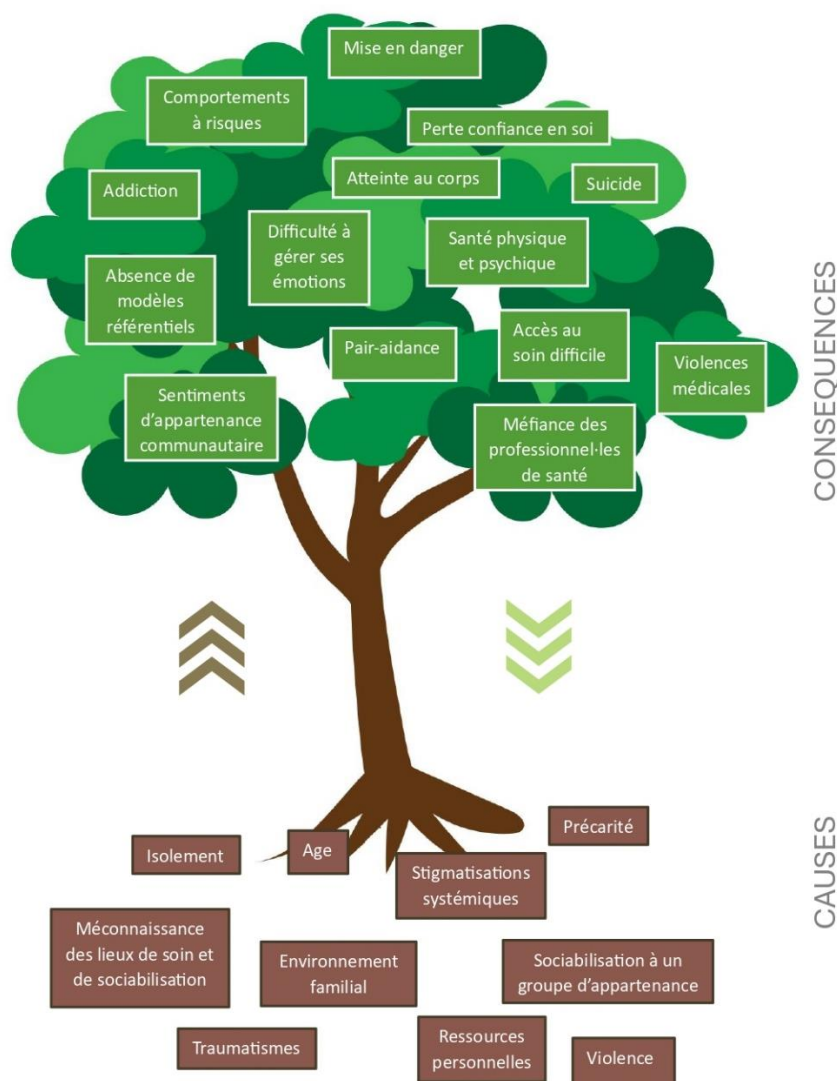 Mise en danger
Comportements
à risques
Perte confiance en soi
Addiction
Atteinte au corps
Suicide
Difficulté à
gérer ses
émotions
Santé physique
et psychique
Absence de
modèles
référentiels
Pair-aidance
Accès au
soin difficile
Violences
médicales
Sentiments
d'appartenance
communautaire
Méfiance des
professionnel·les
de santé
CONSEQUENCES
Isolement
Age
Précarité
Stigmatisations
systémiques
CAUSES
Méconnaissance
des lieux de soin et
de sociabilisation
Environnement
familial
Sociabilisation à un
groupe d'appartenance
Traumatismes
Ressources
personnelles
Violence